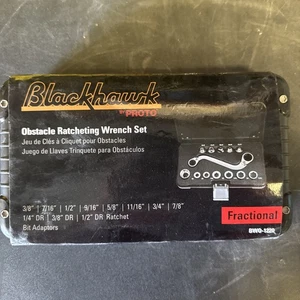 Blackhawk
BY PROTO
Obstacle Ratcheting Wrench Set
Jeu de Clés à Cliquet pour Obstacles
Juego de Llaves Trinquete para Obstáculos
3/8" | 7/16" | 1/2" | 9/16" | 5/8" | 11/16" | 3/4" | 7/8"
1/4" DR | 3/8" DR | 1/2" DR Ratchet
Bit Adaptors
Fractional